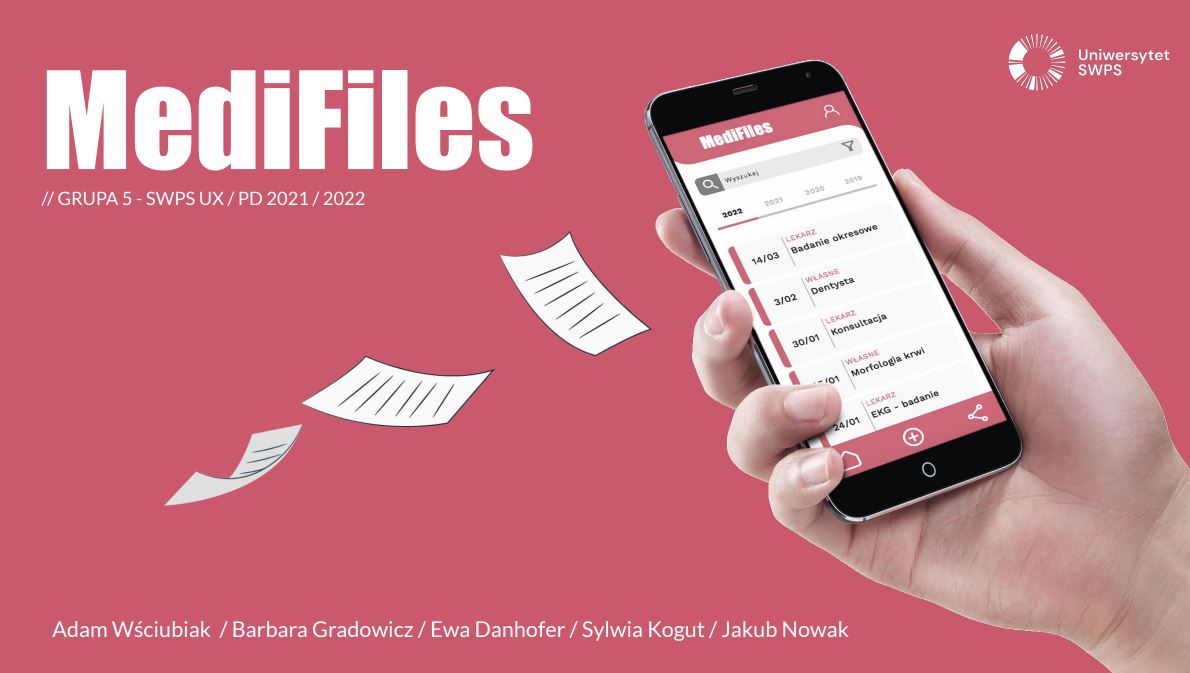 MediFiles
// GRUPA 5 - SWPS UX / PD 2021 / 2022
Uniwersytet
SWPS
MediFiles
Wyszukaj
2022 2021 2020 2019
14/03
LEKARZ
Badanie okresowe
3/02
WŁASNE
Dentysta
30/01
LEKARZ
Konsultacja
/01
WŁASNE
Morfologia krwi
24/01
LEKARZ
EKG - badanie
Adam Wściubiak / Barbara Gradowicz / Ewa Danhofer / Sylwia Kogut / Jakub Nowak